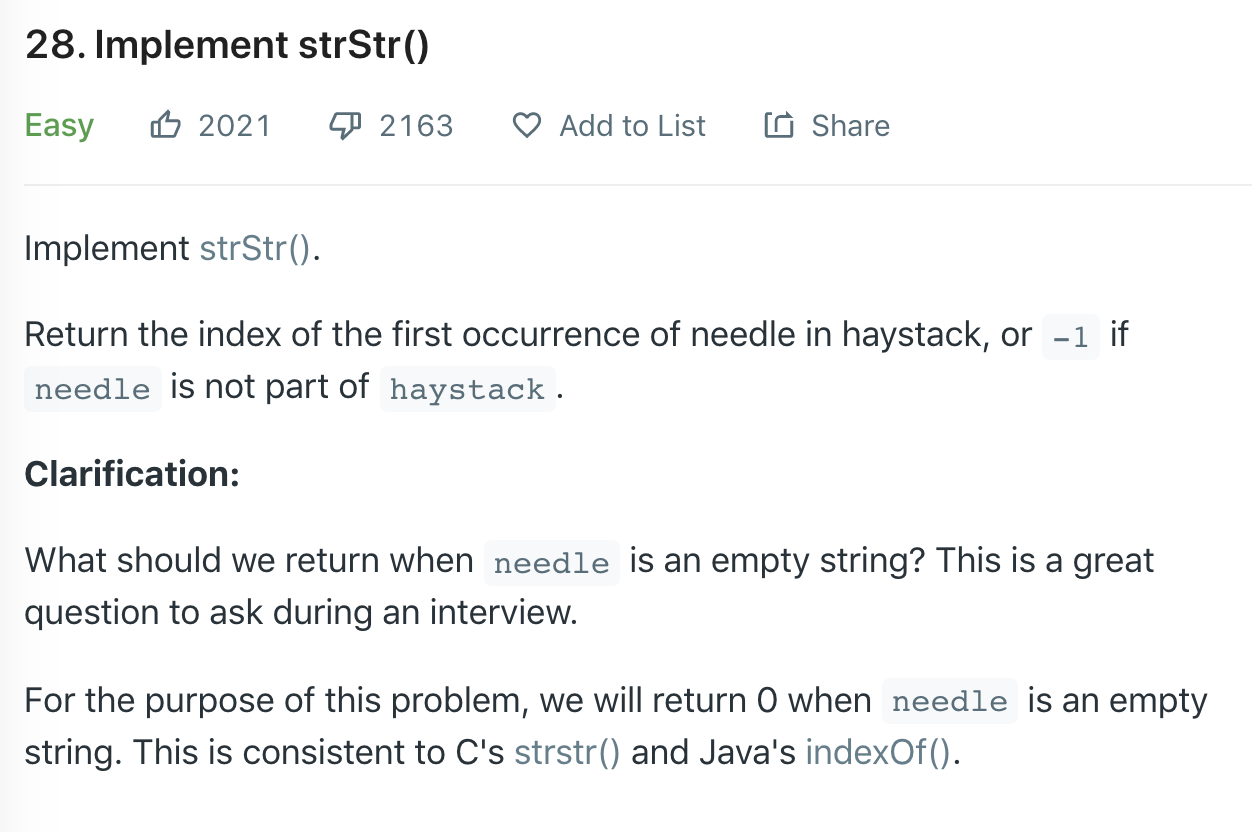 28. Implement strStr()
Easy 2021 2163 Add to List Share
Implement strStr().
Return the index of the first occurrence of needle in haystack, or -1 if
needle is not part of haystack.
Clarification:
What should we return when needle is an empty string? This is a great
question to ask during an interview.
For the purpose of this problem, we will return 0 when needle is an empty
string. This is consistent to C's strstr() and Java's indexOf().